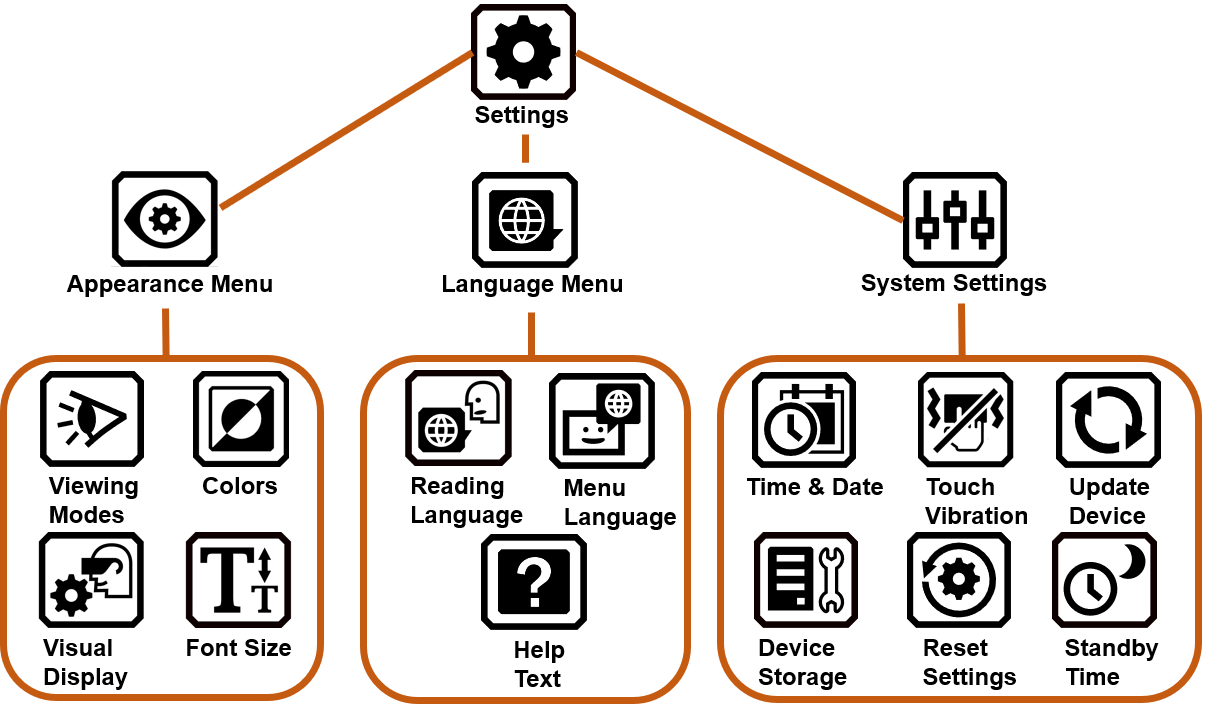 Settings
Appearance Menu
Language Menu
System Settings
Viewing
Modes
Colors
Visual
Display
Font Size
Reading
Language
Menu
Language
Help
Text
Time & Date
Touch
Vibration
Update
Device
Device
Storage
Reset
Settings
Standby
Time